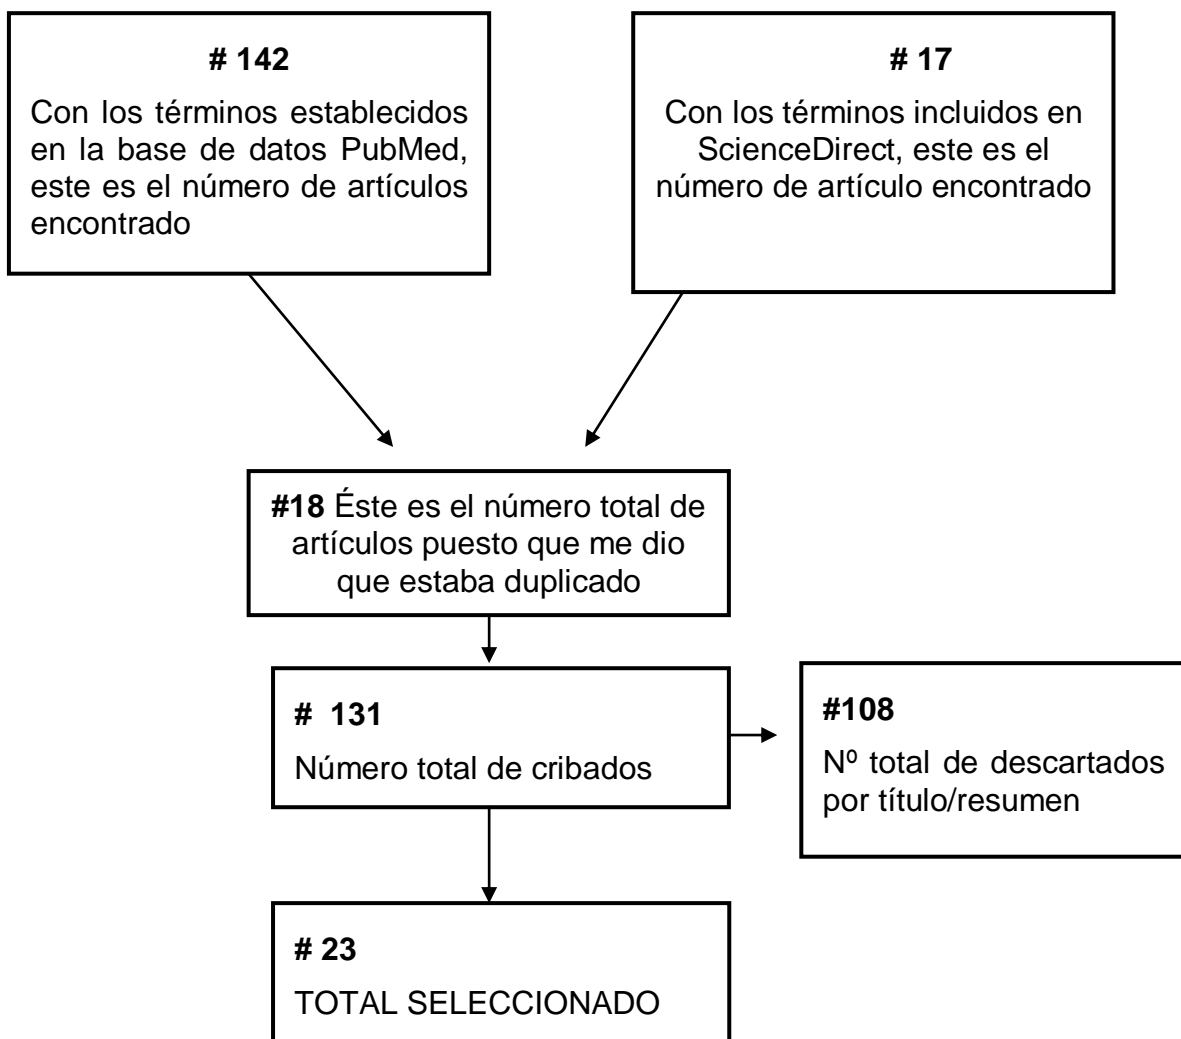 # 142
Con los términos establecidos
en la base de datos PubMed,
este es el número de artículos
encontrado
# 17
Con los términos incluidos en
ScienceDirect, este es el
número de artículo encontrado
#18 Éste es el número total de
artículos puesto que me dio
que estaba duplicado
# 131
Número total de cribados
#108
Nº total de descartados
por título/resumen
# 23
TOTAL SELECCIONADO